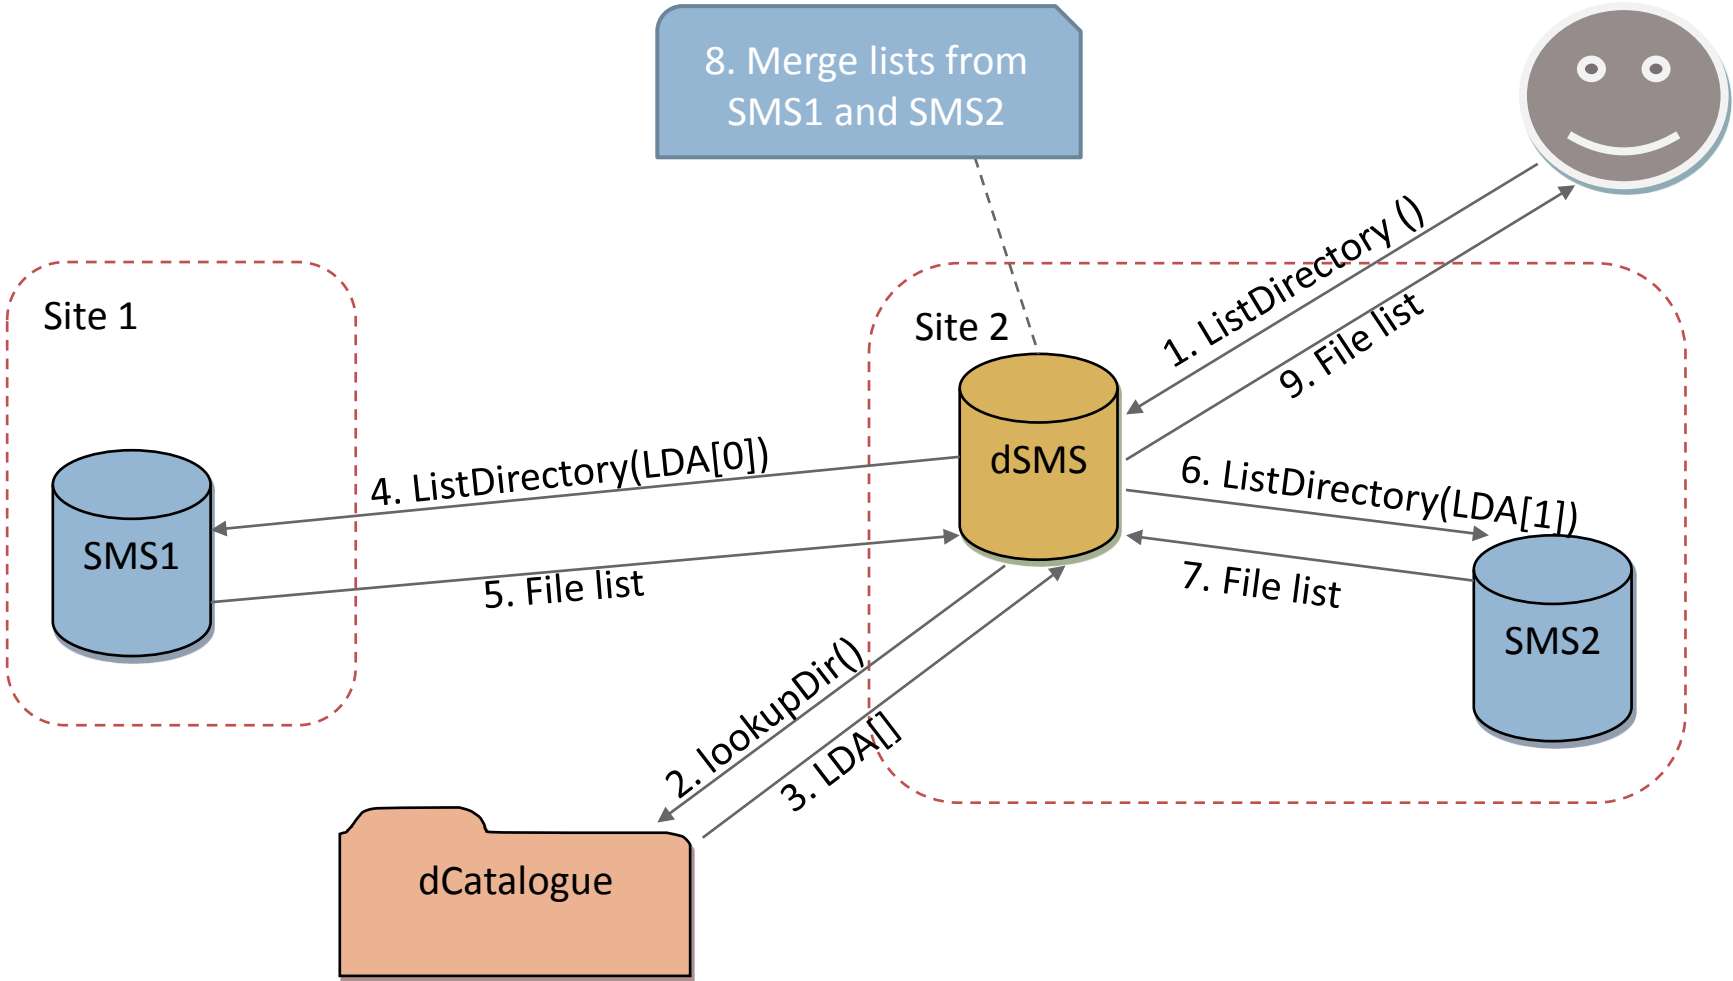 8. Merge lists from
SMS1 and SMS2
1. ListDirectory ()
9. File list
Site 1
Site 2
dSMS
4. ListDirectory(LDA[0])
6. ListDirectory(LDA[1])
SMS1
5. File list
7. File list
SMS2
2. lookupDir()
3. LDA[]
dCatalogue